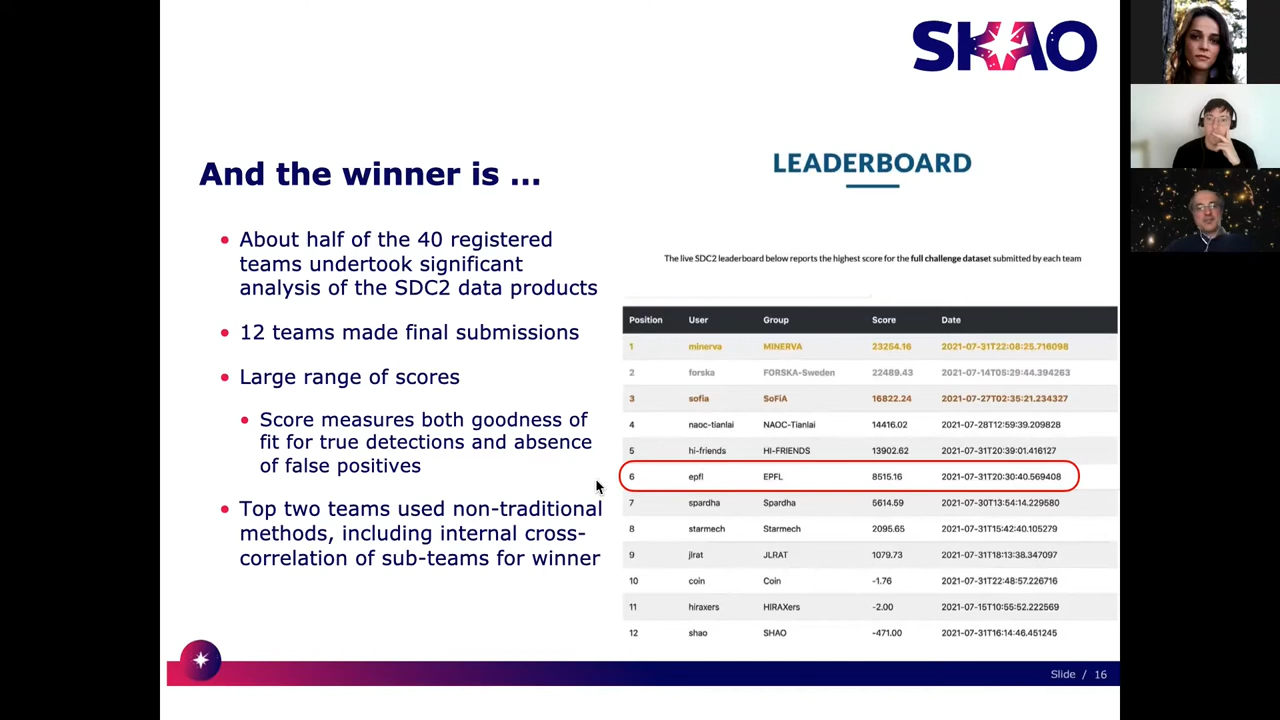 SKAO
And the winner is ...
• About half of the 40 registered
teams undertook significant
analysis of the SDC2 data products
• 12 teams made final submissions
• Large range of scores
• Score measures both goodness of
fit for true detections and absence
of false positives
• Top two teams used non-traditional
methods, including internal cross-
correlation of sub-teams for winner
LEADERBOARD
The live SDC2 leaderboard below reports the highest score for the full challenge dataset submitted by each team
Position User Group Score Date
1 minerva MINERVA 23254.16 2021-07-31T22:08:25.716098
2 forska FORSKA-Sweden 22489.43 2021-07-14T05:29:44.394263
3 sofia SoFiA 16822.24 2021-07-27T02:35:21.234327
4 naoc-tianlai NAOC-Tianlai 14416.02 2021-07-28T12:59:39.209828
5 hi-friends HI-FRIENDS 13902.62 2021-07-31T20:39:01.416127
6 epfl EPFL 8515.16 2021-07-31T20:30:40.569408
7 spardha Spardha 5614.59 2021-07-30T13:54:14.229580
8 starmech Starmech 2095.65 2021-07-31T15:42:40.105279
9 jlrat JLRAT 1079.73 2021-07-31T18:13:38.347097
10 coin Coin -1.76 2021-07-31T22:48:57.226716
11 hiraxers HIRAXers -2.00 2021-07-15T10:55:52.222569
12 shao SHAO -471.00 2021-07-31T16:14:46.451245
Slide / 16